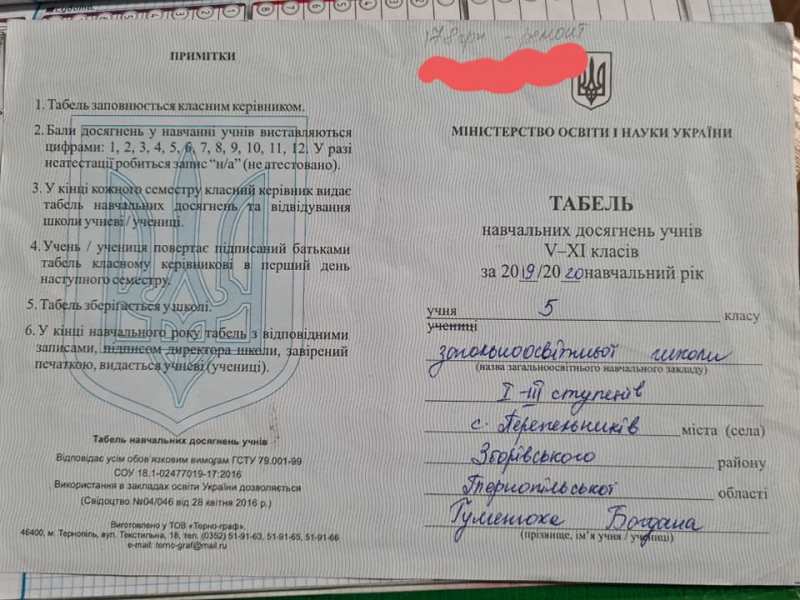 178 грн - ремонт
ПРИМІТКИ
1. Табель заповнюється класним керівником.
2. Бали досягнень у навчанні учнів виставляються
цифрами: 1, 2, 3, 4, 5, 6, 7, 8, 9, 10, 11, 12. У разі
неатестації робиться запис “н/а” (не атестовано).
3. У кінці кожного семестру класний керівник видає
табель навчальних досягнень та відвідування
школи учневі / учениці.
4. Учень / учениця повертає підписаний батьками
табель класному керівникові в перший день
наступного семестру.
5. Табель зберігається у школі.
6. У кінці навчального року табель з відповідними
записами, підписом директора школи, завірений
печаткою, видається учневі (учениці).
Табель навчальних досягнень учнів
Відповідає усім обов'язковим вимогам ГСТУ 79.001-99
СОУ 18.1-02477019-17:2016
Використання в закладах освіти України дозволяється
(Свідоцтво №04/046 від 28 квітня 2016 р.)
Виготовлено у ТОВ «Терно-граф».
46400, м. Тернопіль, вул. Текстильна, 18, тел. (0352) 51-91-63, 51-91-65, 51-91-66
e-mail: terno-graf@mail.ru
МІНІСТЕРСТВО ОСВІТИ І НАУКИ УКРАЇНИ
ТАБЕЛЬ
навчальних досягнень учнів
V–XI класів
за 2019/2020 навчальний рік
учня 5 класу
учениці
загальноосвітньої школи
(назва загальноосвітнього навчального закладу)
I-III ступенів
с. Перепельників міста (села)
Зборівського району
Тернопільської області
Гуменюка Богдана
(прізвище, ім'я учня / учениці)